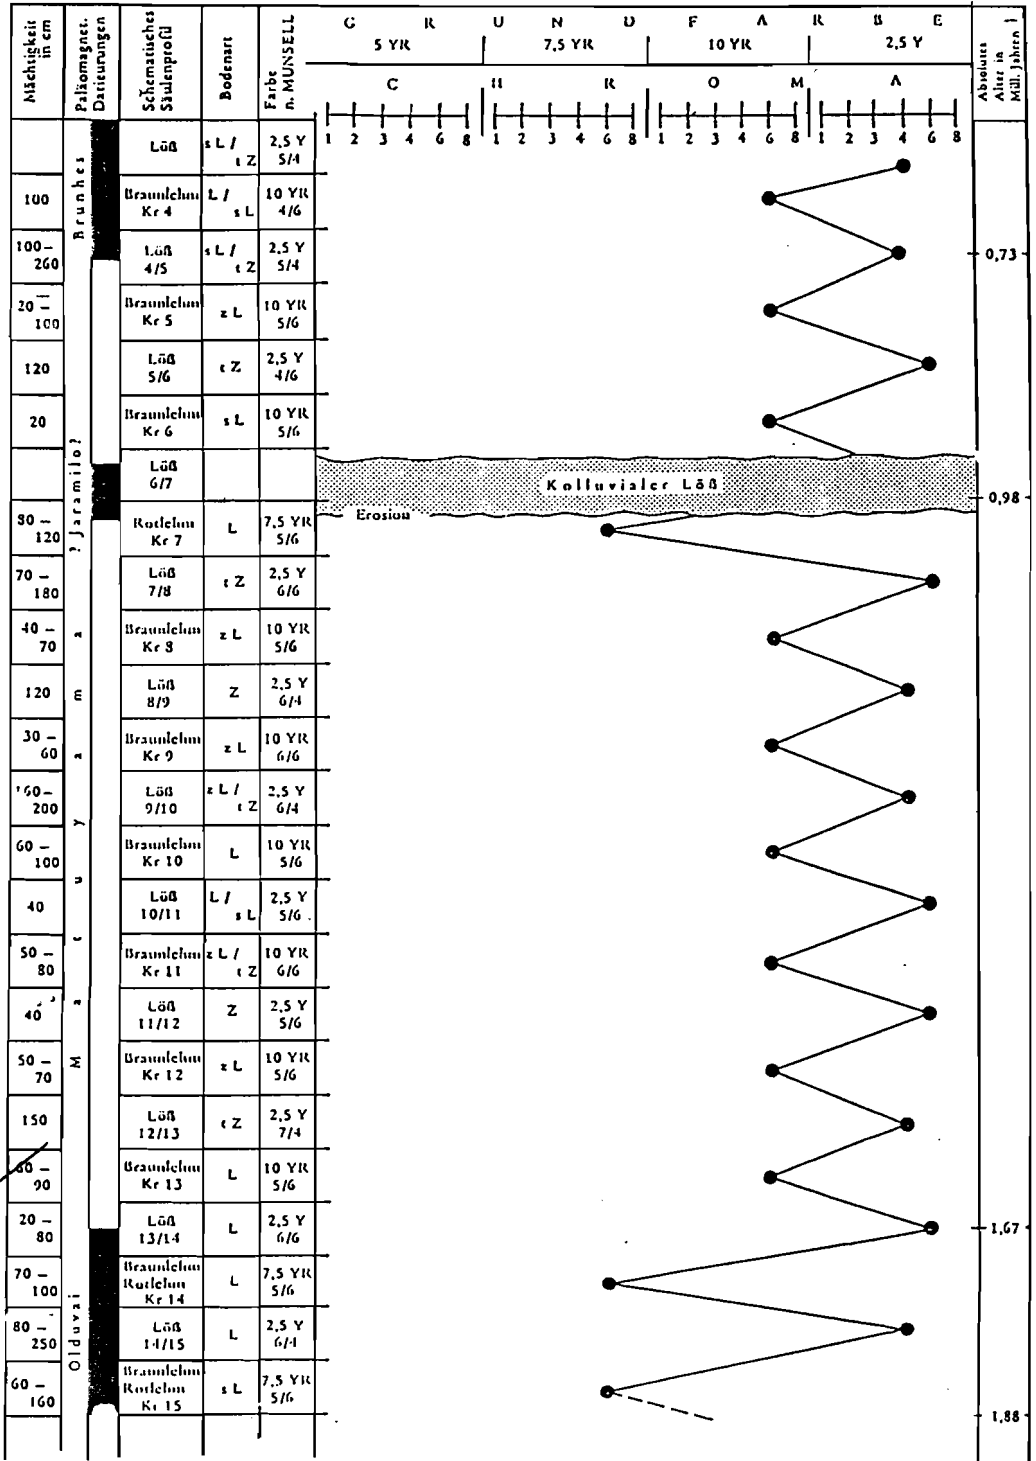 Mächtigkeit in cm
Paläomagnet. Datierungen
Schematisches Säulenprofil
Bodenart
Farbe n. MUNSELL
G R U N D F A R B E
5 YR 7,5 YR 10 YR 2,5 Y
C H R O M A
1 2 3 4 6 8 1 2 3 4 6 8 1 2 3 4 6 8 1 2 3 4 6 8
Absolutes Alter in Mill. Jahren
Brunhes
? Jaramilo?
Matuyama
Olduvai
Löß sL / tZ 2,5 Y 5/4
100 Braunlehm Kr 4 L / sL 10 YR 4/6
100 – 260 Löß 4/5 sL / tZ 2,5 Y 5/4
0,73
20 – 100 Braunlehm Kr 5 zL 10 YR 5/6
120 Löß 5/6 tZ 2,5 Y 4/6
20 Braunlehm Kr 6 sL 10 YR 5/6
Löß 6/7
Kolluvialer Löß
0,98
Erosion
80 – 120 Rotlehm Kr 7 L 7,5 YR 5/6
70 – 180 Löß 7/8 tZ 2,5 Y 6/6
40 – 70 Braunlehm Kr 8 zL 10 YR 5/6
120 Löß 8/9 Z 2,5 Y 6/4
30 – 60 Braunlehm Kr 9 zL 10 YR 6/6
160 – 200 Löß 9/10 zL / tZ 2,5 Y 6/4
60 – 100 Braunlehm Kr 10 L 10 YR 5/6
40 Löß 10/11 L / sL 2,5 Y 5/6
50 – 80 Braunlehm Kr 11 zL / tZ 10 YR 6/6
40 Löß 11/12 Z 2,5 Y 5/6
50 – 70 Braunlehm Kr 12 zL 10 YR 5/6
150 Löß 12/13 tZ 2,5 Y 7/4
90 Braunlehm Kr 13 L 10 YR 5/6
20 – 80 Löß 13/14 L 2,5 Y 6/6
1,67
70 – 100 Braunlehm Rotlehm Kr 14 L 7,5 YR 5/6
80 – 250 Löß 14/15 L 2,5 Y 6/4
60 – 160 Braunlehm Rotlehm Kr 15 sL 7,5 YR 5/6
1,88